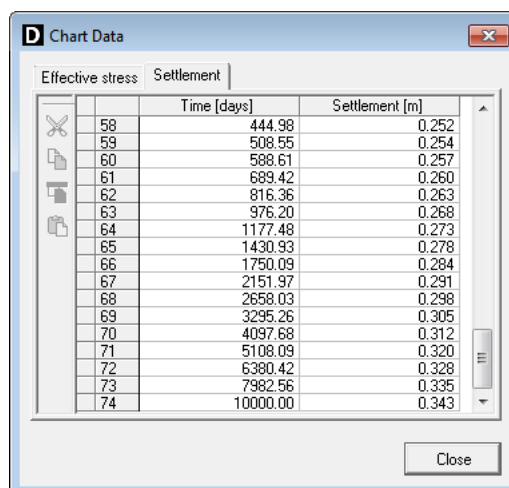 D Chart Data
Effective stress Settlement
Time [days] Settlement [m]
58 444.98 0.252
59 508.55 0.254
60 588.61 0.257
61 689.42 0.260
62 816.36 0.263
63 976.20 0.268
64 1177.48 0.273
65 1430.93 0.278
66 1750.09 0.284
67 2151.97 0.291
68 2658.03 0.298
69 3295.26 0.305
70 4097.68 0.312
71 5108.09 0.320
72 6380.42 0.328
73 7982.56 0.335
74 10000.00 0.343
Close